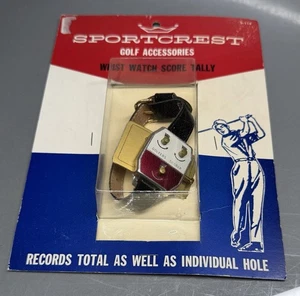 SPORTCREST
GOLF ACCESSORIES
WRIST WATCH SCORE TALLY
RECORDS TOTAL AS WELL AS INDIVIDUAL HOLE